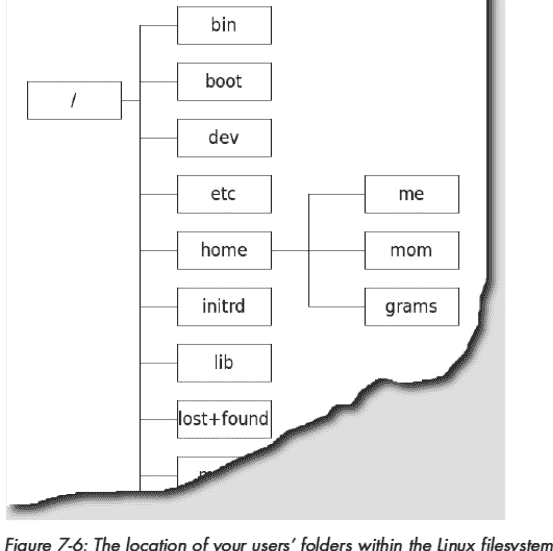 bin
/
boot
dev
etc
me
home
mom
initrd
grams
lib
lost+found
Figure 7-6: The location of your users' folders within the Linux filesystem